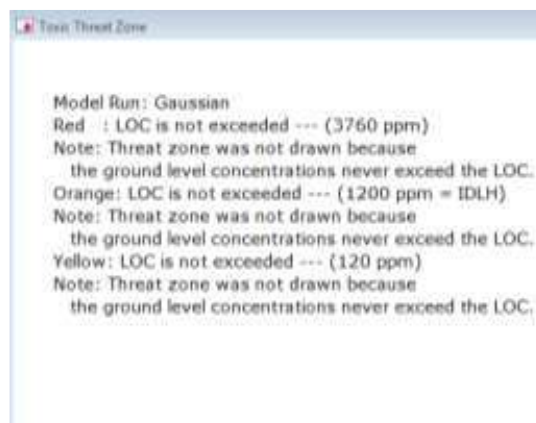 Toxic Threat Zone
Model Run: Gaussian
Red : LOC is not exceeded --- (3760 ppm)
Note: Threat zone was not drawn because
the ground level concentrations never exceed the LOC.
Orange: LOC is not exceeded --- (1200 ppm = IDLH)
Note: Threat zone was not drawn because
the ground level concentrations never exceed the LOC.
Yellow: LOC is not exceeded --- (120 ppm)
Note: Threat zone was not drawn because
the ground level concentrations never exceed the LOC.